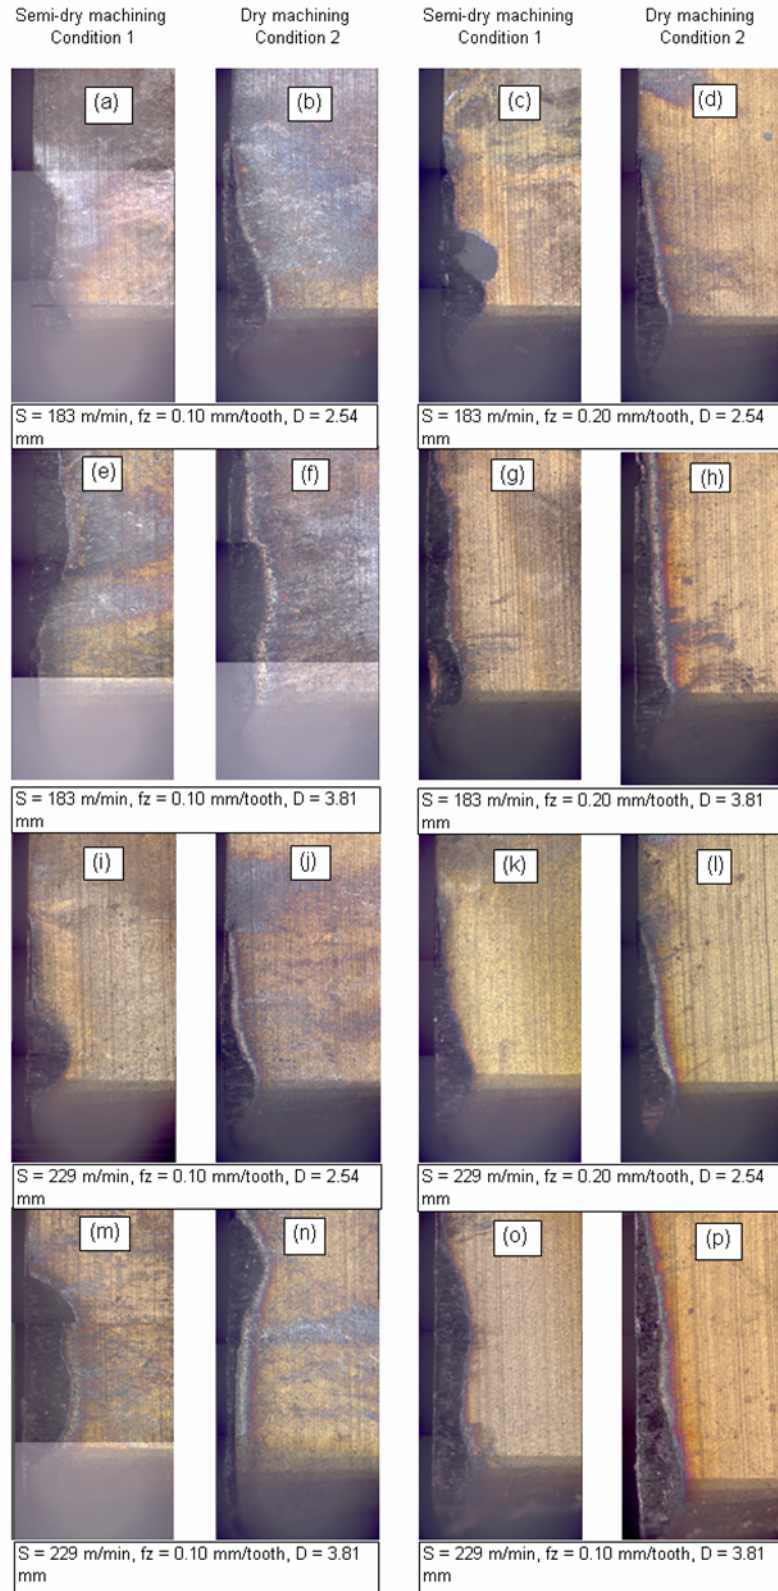 Semi-dry machining
Condition 1
Dry machining
Condition 2
Semi-dry machining
Condition 1
Dry machining
Condition 2
(a)
(b)
(c)
(d)
S = 183 m/min, fz = 0.10 mm/tooth, D = 2.54
mm
S = 183 m/min, fz = 0.20 mm/tooth, D = 2.54
mm
(e)
(f)
(g)
(h)
S = 183 m/min, fz = 0.10 mm/tooth, D = 3.81
mm
S = 183 m/min, fz = 0.20 mm/tooth, D = 3.81
mm
(i)
(j)
(k)
(l)
S = 229 m/min, fz = 0.10 mm/tooth, D = 2.54
mm
S = 229 m/min, fz = 0.20 mm/tooth, D = 2.54
mm
(m)
(n)
(o)
(p)
S = 229 m/min, fz = 0.10 mm/tooth, D = 3.81
mm
S = 229 m/min, fz = 0.10 mm/tooth, D = 3.81
mm